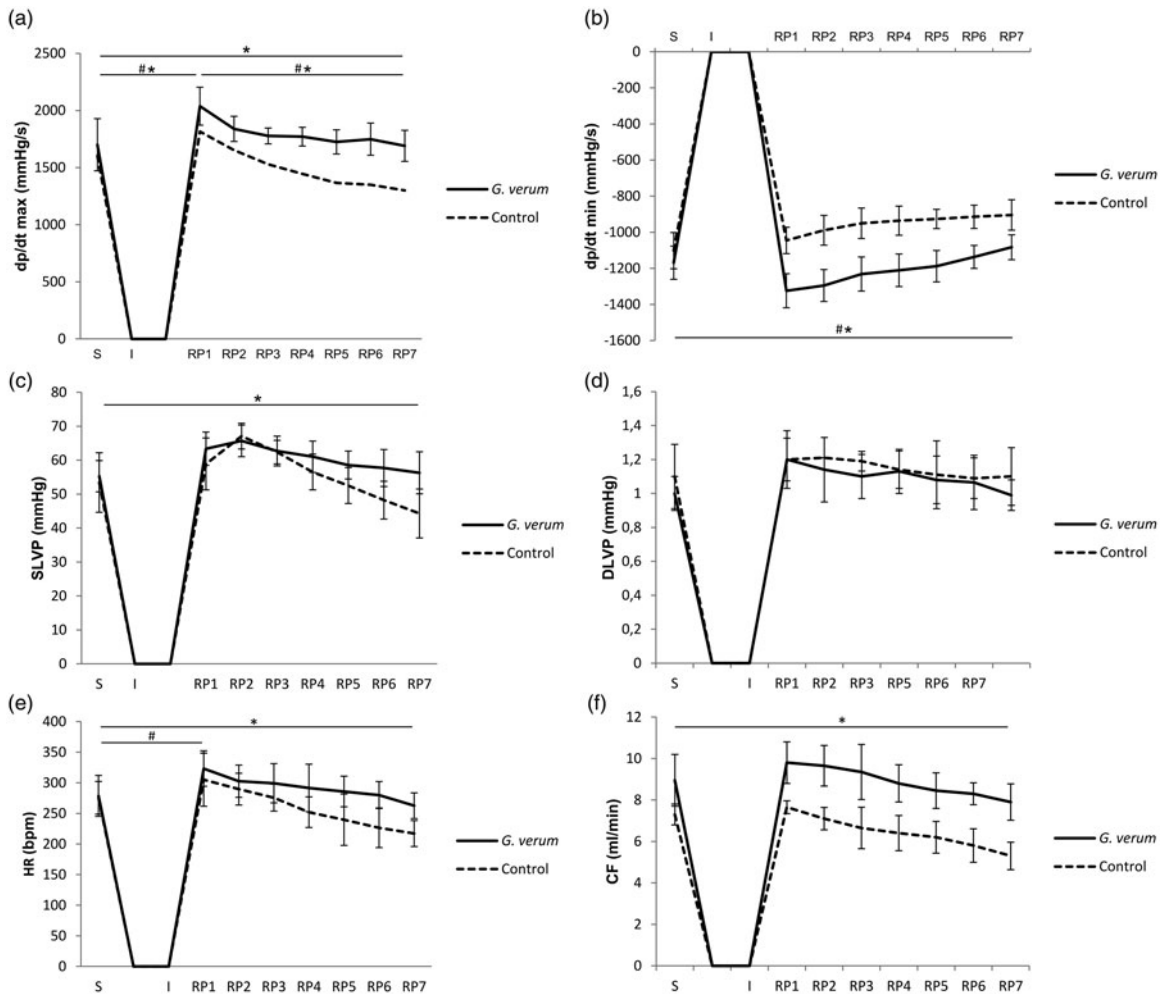 (a)
2500
2000
1500
1000
500
0
dp/dt max (mmHg/s)
*
#*
#*
S I RP1 RP2 RP3 RP4 RP5 RP6 RP7
G. verum
Control
(b)
S I RP1 RP2 RP3 RP4 RP5 RP6 RP7
0
-200
-400
-600
-800
-1000
-1200
-1400
-1600
dp/dt min (mmHg/s)
#*
G. verum
Control
(c)
80
70
60
50
40
30
20
10
0
SLVP (mmHg)
*
S I RP1 RP2 RP3 RP4 RP5 RP6 RP7
G. verum
Control
(d)
1,6
1,4
1,2
1
0,8
0,6
0,4
0,2
0
DLVP (mmHg)
S I RP1 RP2 RP3 RP5 RP6 RP7
G. verum
Control
(e)
400
350
300
250
200
150
100
50
0
HR (bpm)
*
#
S I RP1 RP2 RP3 RP4 RP5 RP6 RP7
G. verum
Control
(f)
12
10
8
6
4
2
0
CF (ml/min)
*
S I RP1 RP2 RP3 RP4 RP5 RP6 RP7
G. verum
Control